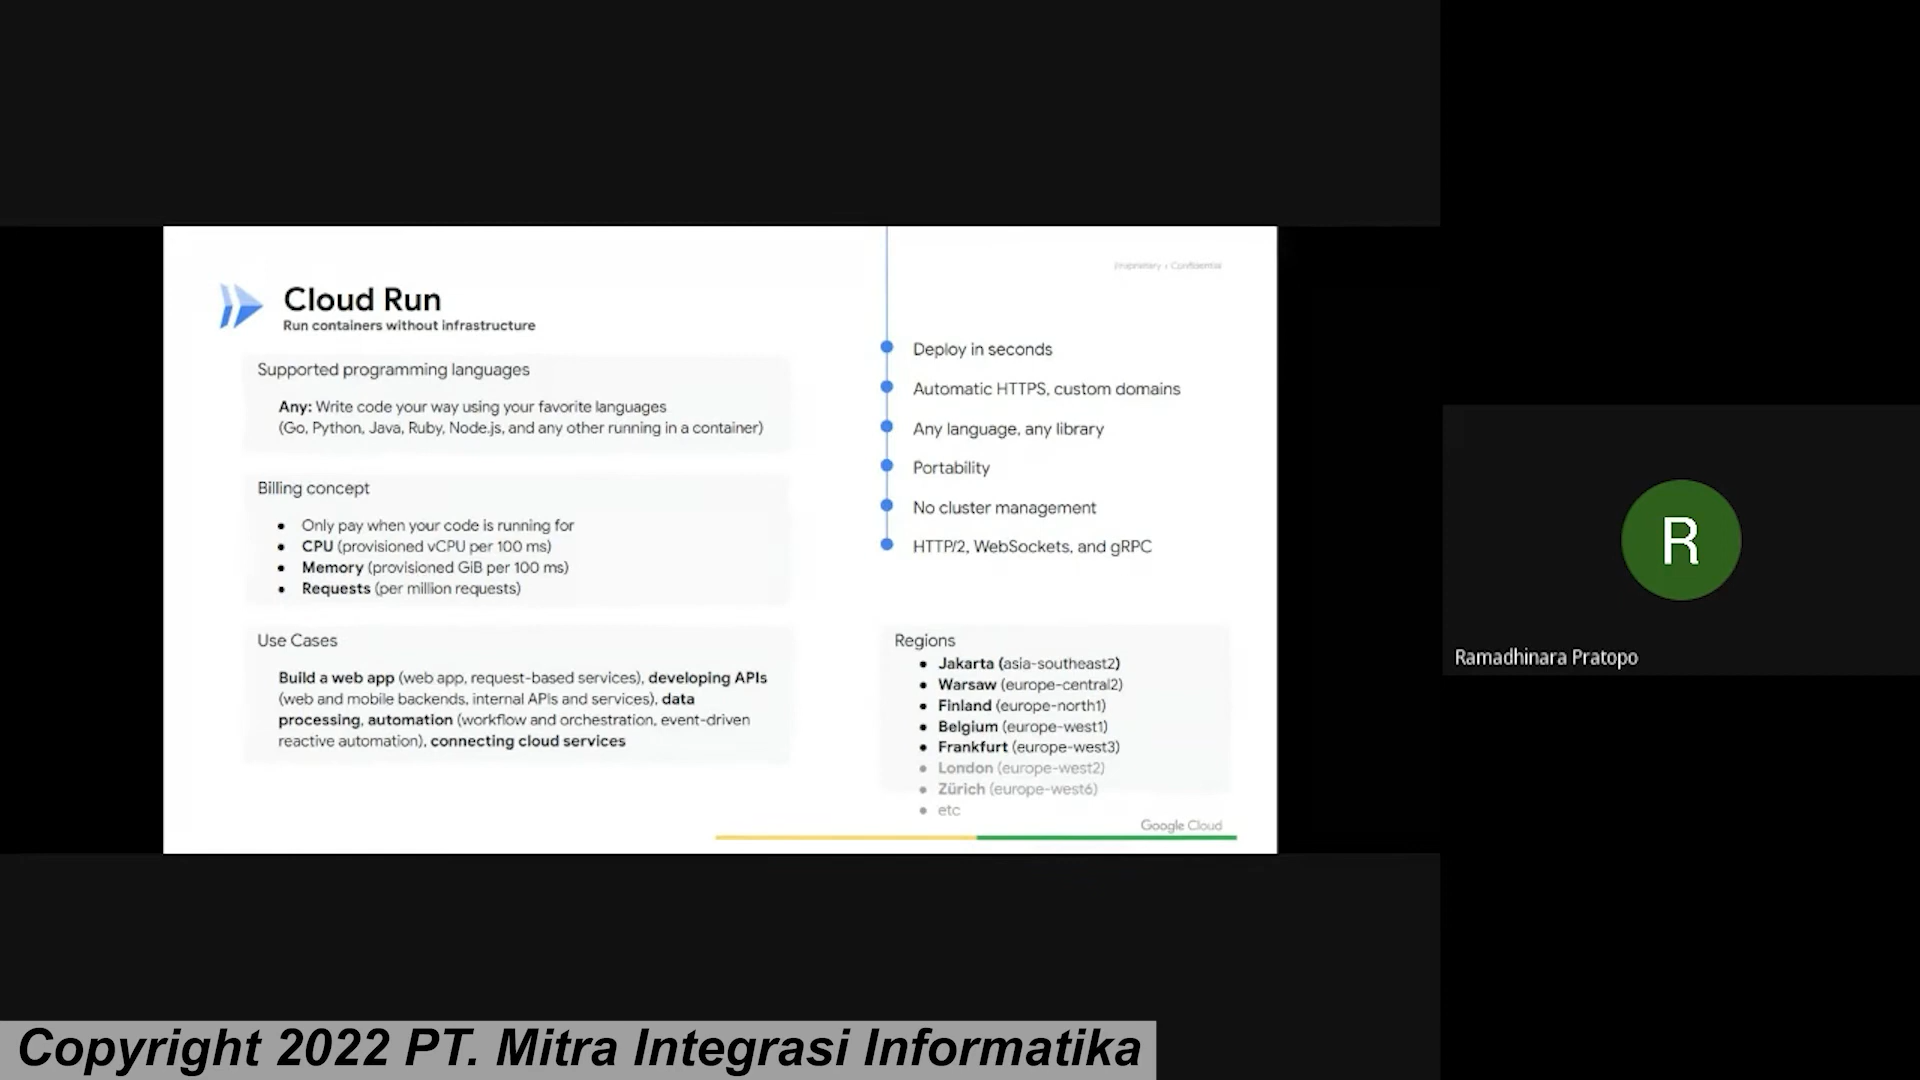 Proprietary + Confidential
Cloud Run
Run containers without infrastructure
Supported programming languages
Any: Write code your way using your favorite languages
(Go, Python, Java, Ruby, Node.js, and any other running in a container)
Billing concept
● Only pay when your code is running for
● CPU (provisioned vCPU per 100 ms)
● Memory (provisioned GiB per 100 ms)
● Requests (per million requests)
Use Cases
Build a web app (web app, request-based services), developing APIs
(web and mobile backends, internal APIs and services), data
processing, automation (workflow and orchestration, event-driven
reactive automation), connecting cloud services
Deploy in seconds
Automatic HTTPS, custom domains
Any language, any library
Portability
No cluster management
HTTP/2, WebSockets, and gRPC
Regions
● Jakarta (asia-southeast2)
● Warsaw (europe-central2)
● Finland (europe-north1)
● Belgium (europe-west1)
● Frankfurt (europe-west3)
● London (europe-west2)
● Zürich (europe-west6)
● etc
Google Cloud
R
Ramadhinara Pratopo
Copyright 2022 PT. Mitra Integrasi Informatika